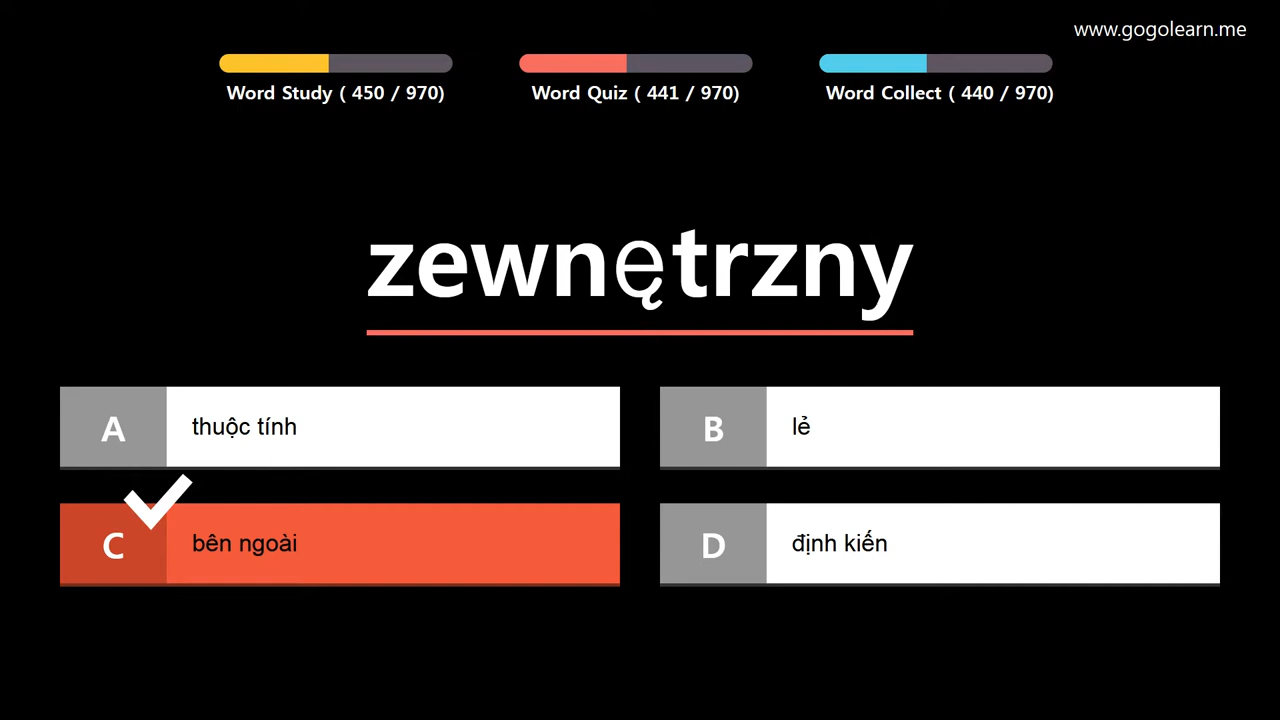 www.gogolearn.me
Word Study ( 450 / 970)
Word Quiz ( 441 / 970)
Word Collect ( 440 / 970)
zewnętrzny
A thuộc tính
B lẻ
C bên ngoài
D định kiến